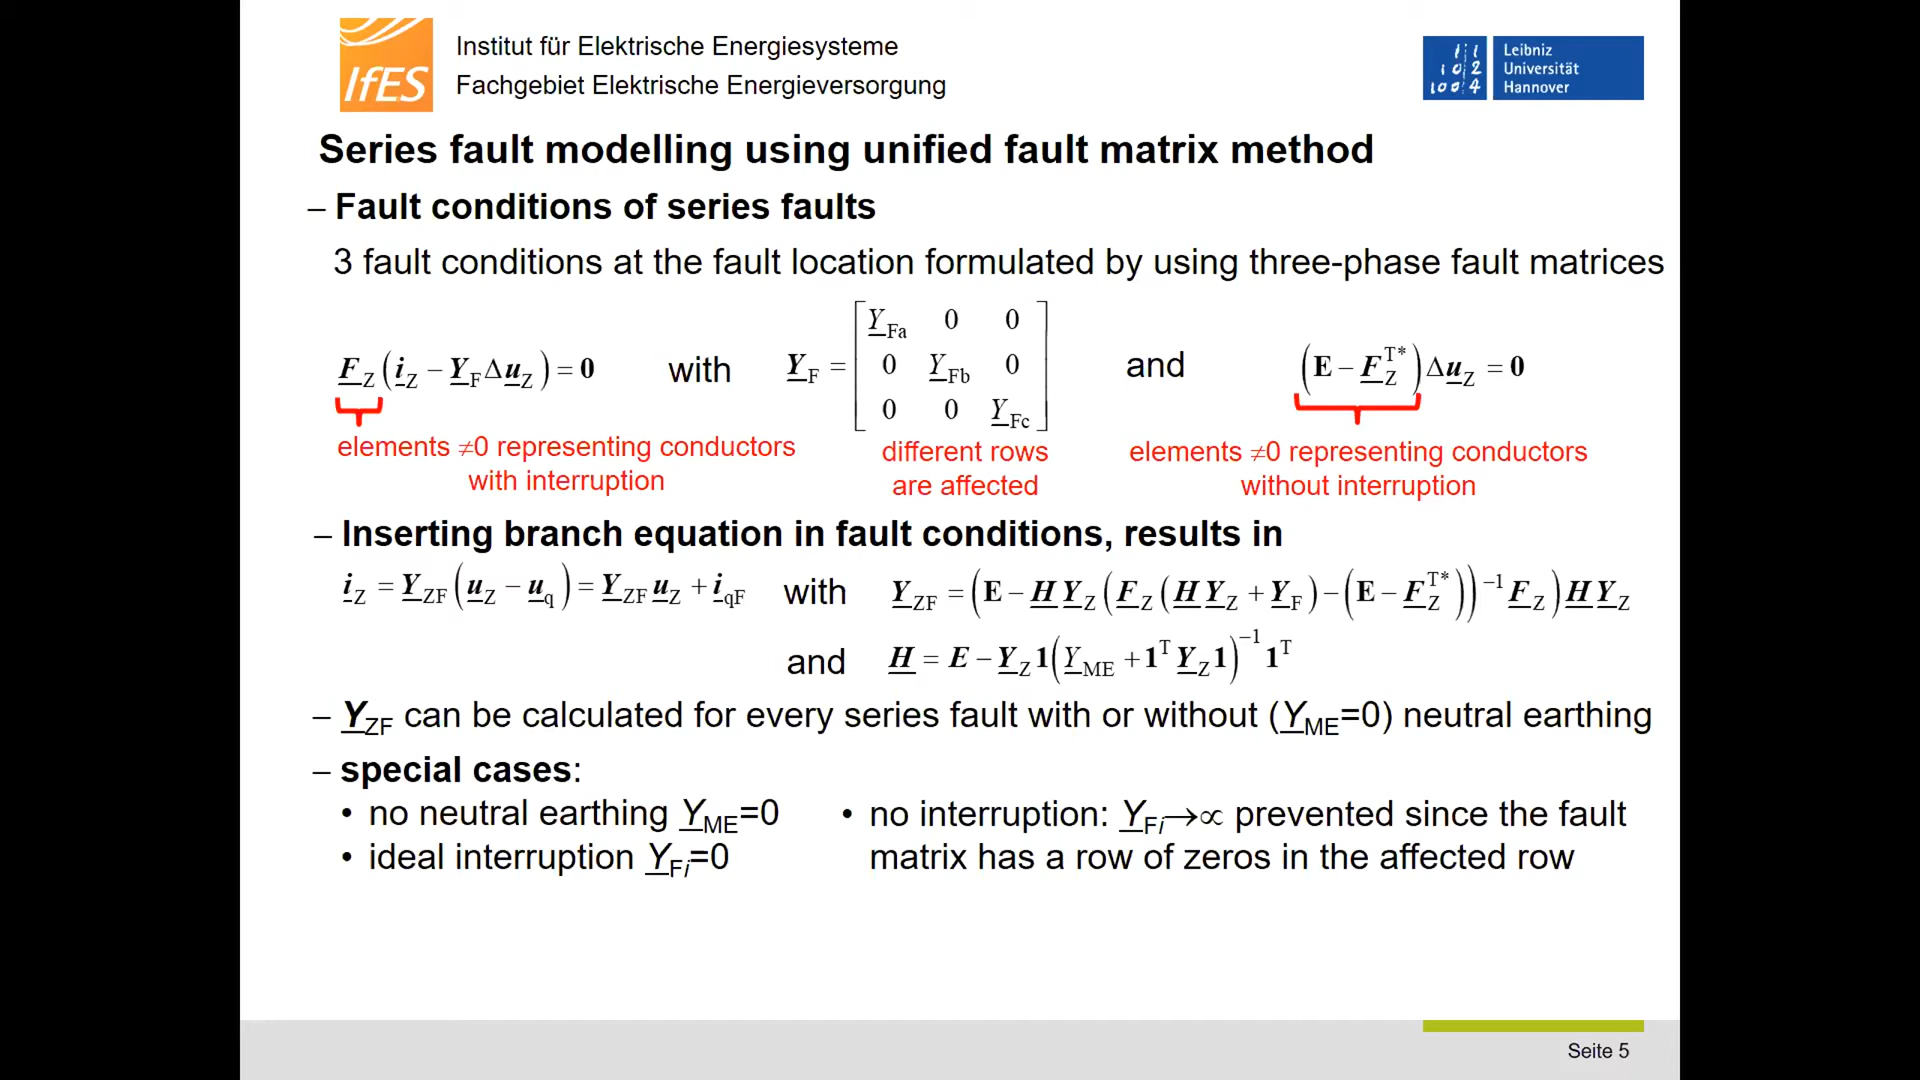 IfES
Institut für Elektrische Energiesysteme
Fachgebiet Elektrische Energieversorgung
Leibniz
Universität
Hannover
Series fault modelling using unified fault matrix method
– Fault conditions of series faults
3 fault conditions at the fault location formulated by using three-phase fault matrices
F_Z (i_Z − Y_F Δu_Z) = 0 with Y_F = [Y_Fa 0 0; 0 Y_Fb 0; 0 0 Y_Fc] and (E − F_Z^T*) Δu_Z = 0
elements ≠0 representing conductors
with interruption
different rows
are affected
elements ≠0 representing conductors
without interruption
– Inserting branch equation in fault conditions, results in
i_Z = Y_ZF (u_Z − u_q) = Y_ZF u_Z + i_qF with Y_ZF = (E − H Y_Z (F_Z (H Y_Z + Y_F) − (E − F_Z^T*))^−1 F_Z) H Y_Z
and H = E − Y_Z 1 (Y_ME + 1^T Y_Z 1)^−1 1^T
– Y_ZF can be calculated for every series fault with or without (Y_ME=0) neutral earthing
– special cases:
• no neutral earthing Y_ME=0
• ideal interruption Y_Fi=0
• no interruption: Y_Fi→∝ prevented since the fault
matrix has a row of zeros in the affected row
Seite 5